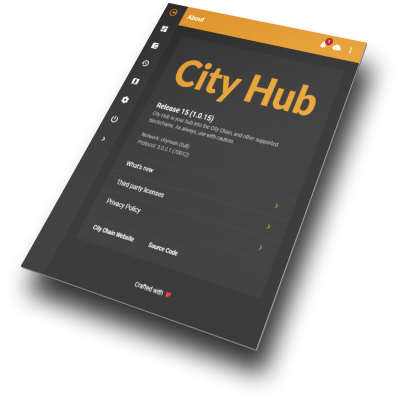 About
City Hub
Release 15 (1.0.15)
City Hub is your hub into the City Chain, and other supported
blockchains. As always, use with caution.
Network: citymain (full)
Protocol: 3.0.0.1 (70012)
What's new
Third party licenses
Privacy Policy
City Chain Website
Source Code
Crafted with ❤